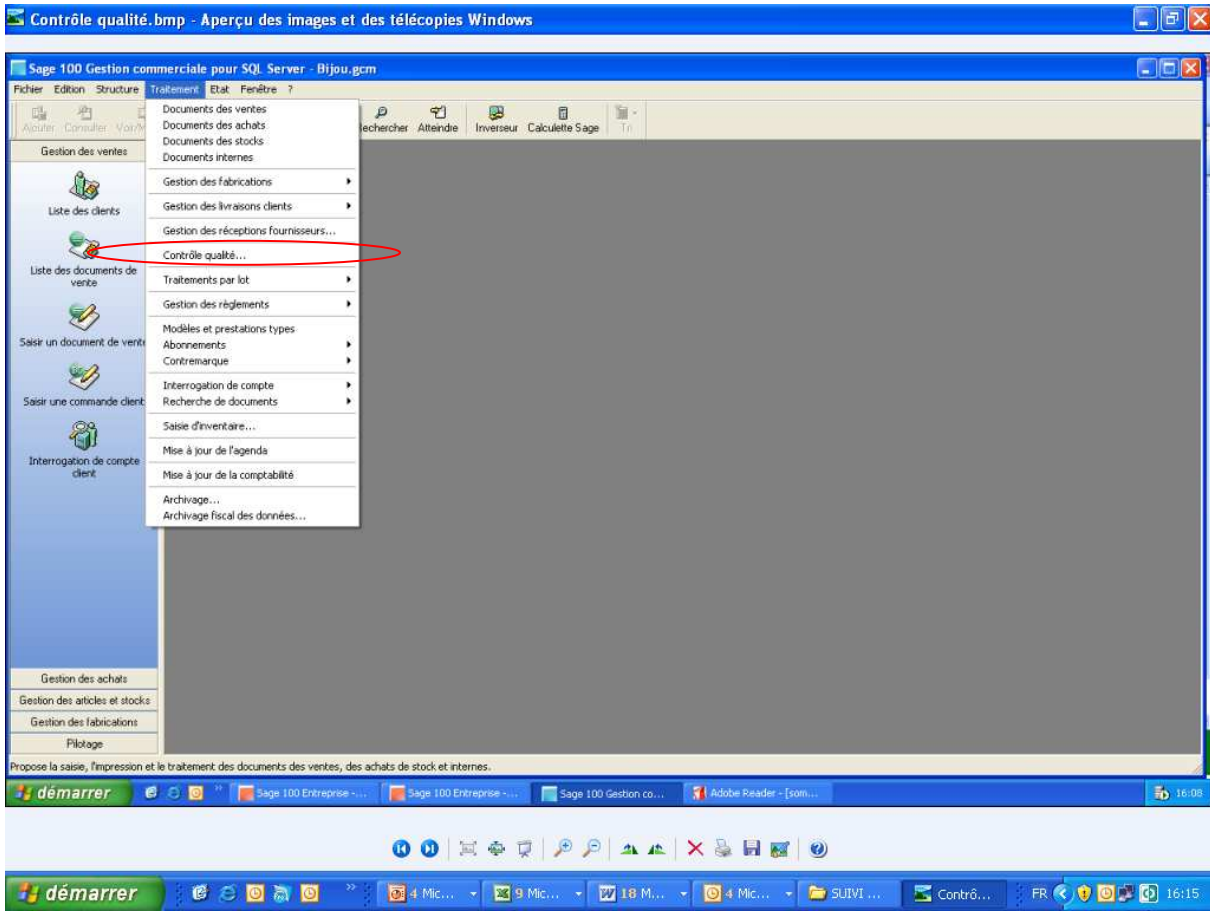 Contrôle qualité.bmp - Aperçu des images et des télécopies Windows
Sage 100 Gestion commerciale pour SQL Server - Bijou.gcm
Fichier Edition Structure Traitement Etat Fenêtre ?
Ajouter Consulter Voir/M
echercher Atteindre Inverseur Calculette Sage Tri
Gestion des ventes
Liste des clients
Liste des documents de
vente
Saisir un document de vente
Saisir une commande client
Interrogation de compte
client
Documents des ventes
Documents des achats
Documents des stocks
Documents internes
Gestion des fabrications
Gestion des livraisons clients
Gestion des réceptions fournisseurs...
Contrôle qualité...
Traitements par lot
Gestion des règlements
Modèles et prestations types
Abonnements
Contremarque
Interrogation de compte
Recherche de documents
Saisie d'inventaire...
Mise à jour de l'agenda
Mise à jour de la comptabilité
Archivage...
Archivage fiscal des données...
Gestion des achats
Gestion des articles et stocks
Gestion des fabrications
Pilotage
Propose la saisie, l'impression et le traitement des documents des ventes, des achats de stock et internes.
démarrer Sage 100 Entreprise -... Sage 100 Entreprise -... Sage 100 Gestion co... Adobe Reader - [som... 16:08
démarrer 4 Mic... 9 Mic... 18 M... 4 Mic... SUIVI ... Contrô... FR 16:15